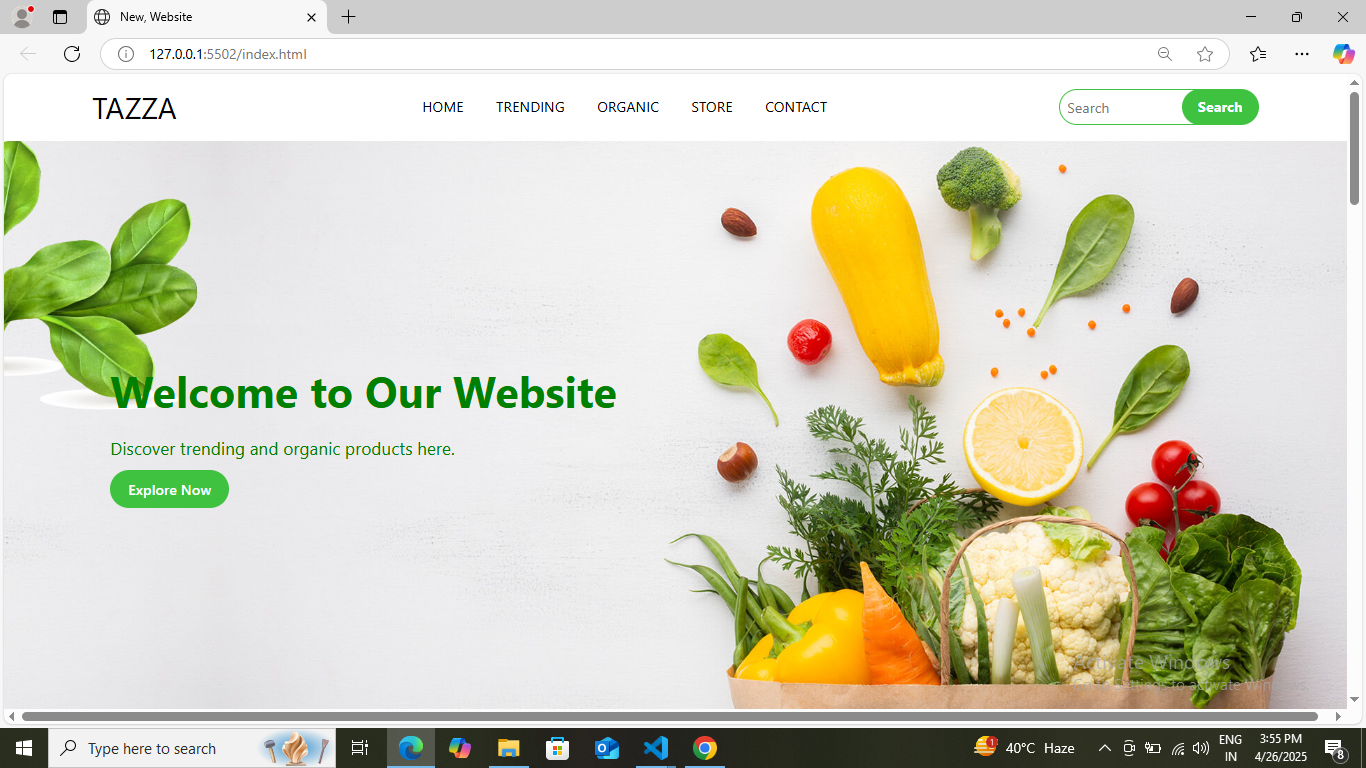 New, Website
127.0.0.1:5502/index.html
TAZZA
HOME TRENDING ORGANIC STORE CONTACT
Search Search
Welcome to Our Website
Discover trending and organic products here.
Explore Now
Activate Windows
Go to Settings to activate Windows.
Type here to search
1
40°C Haze
ENG
IN
3:55 PM
4/26/2025
8